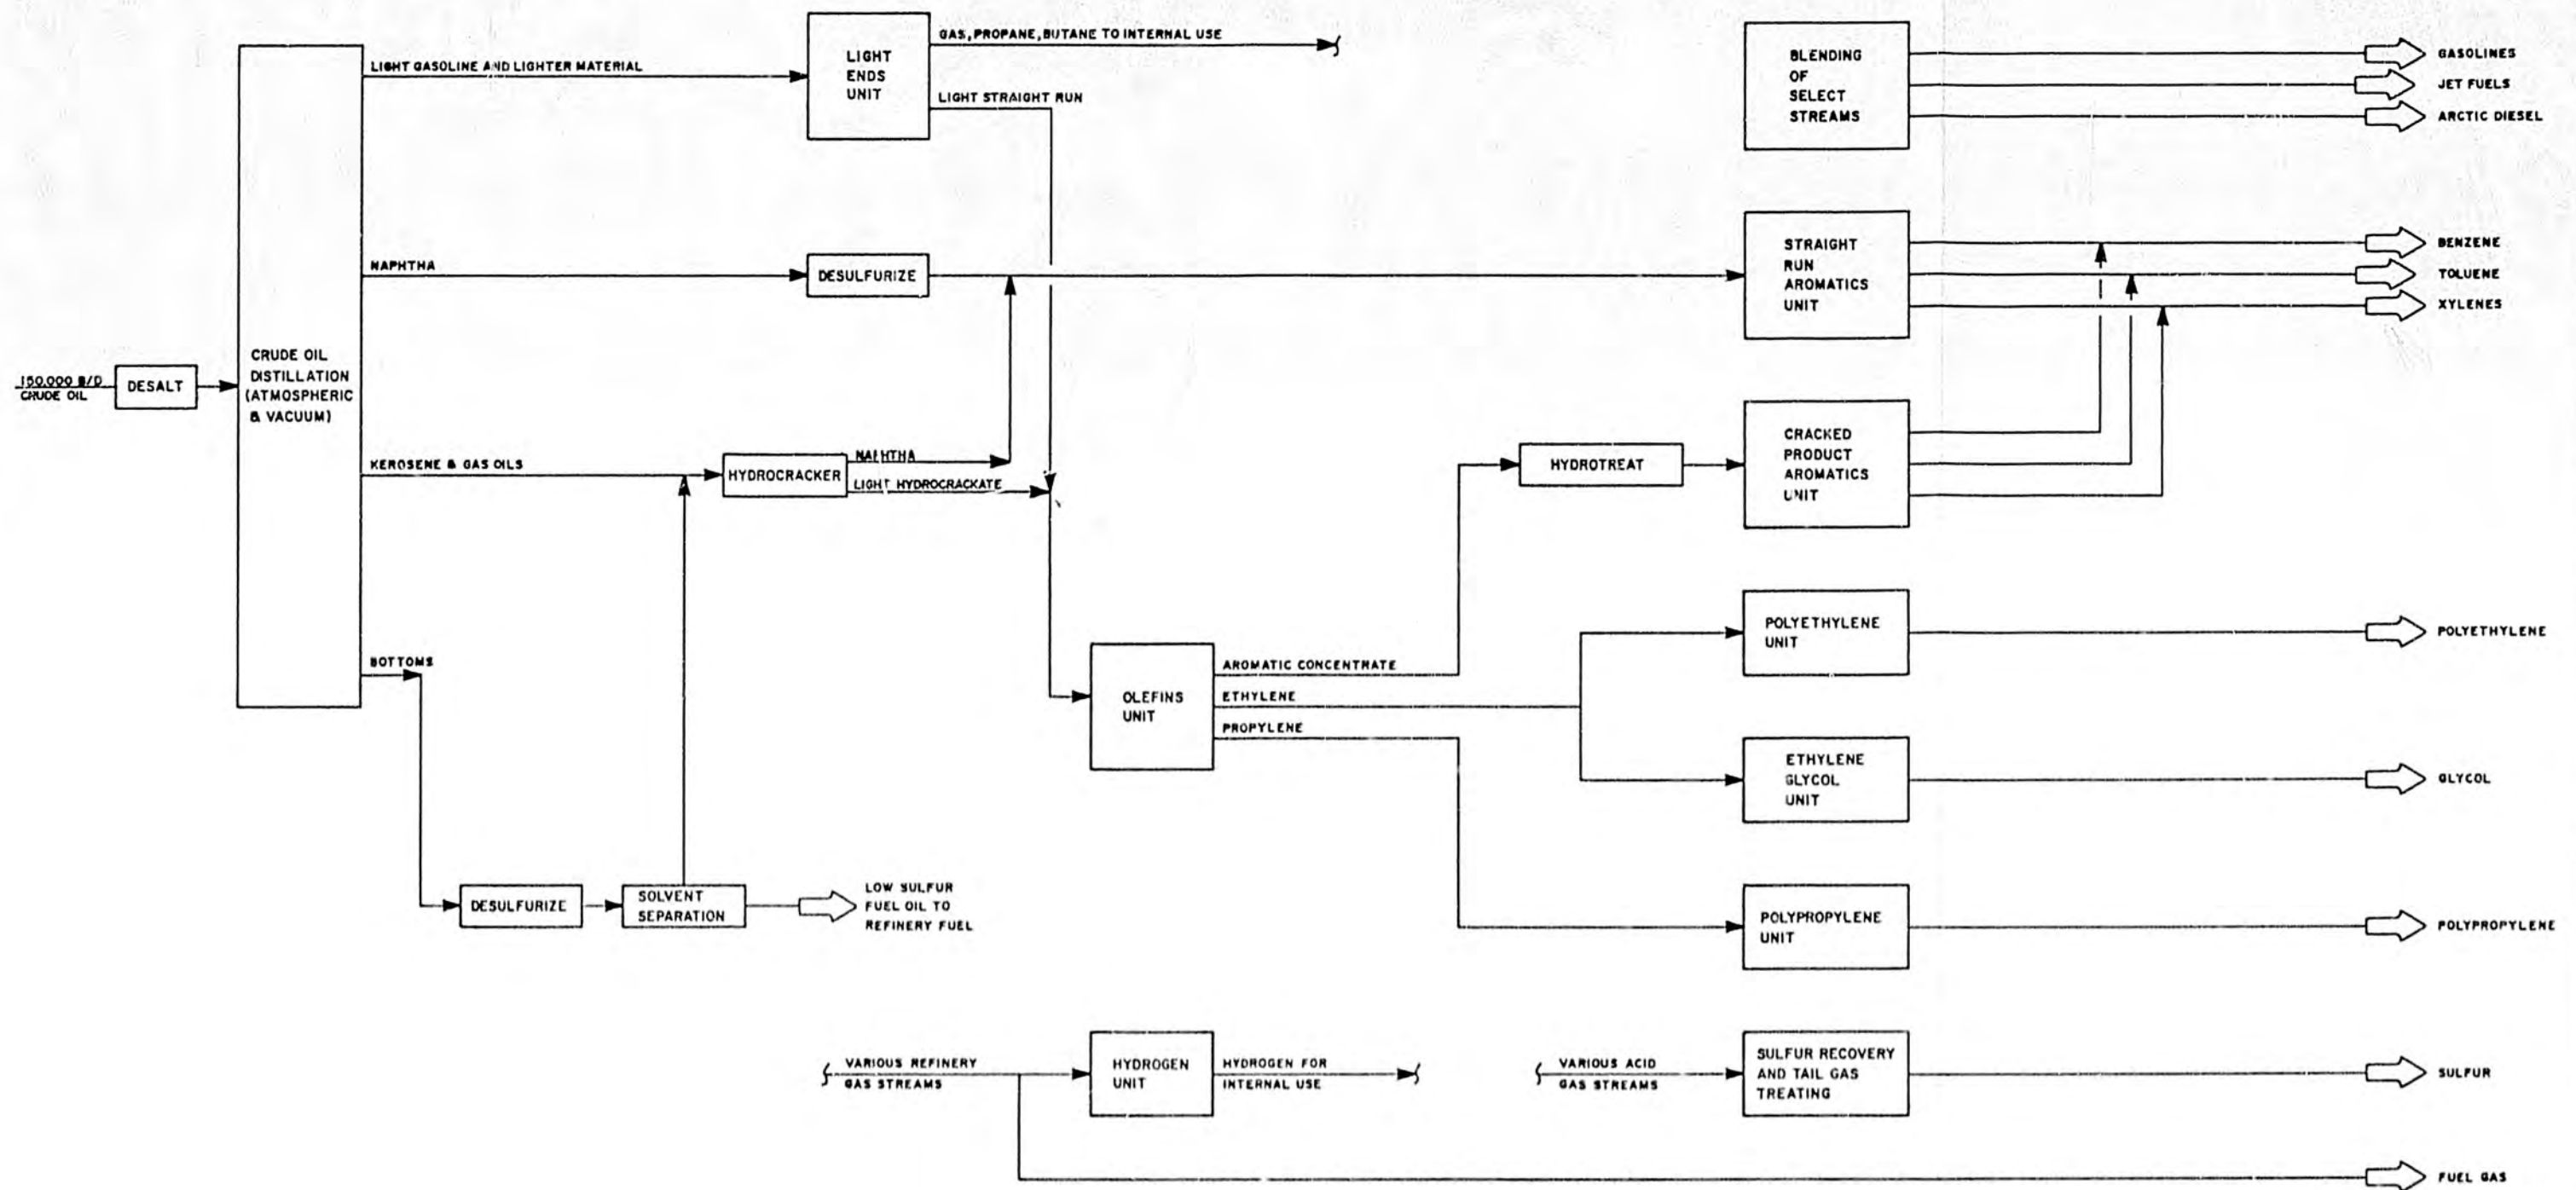 150,000 B/D
CRUDE OIL
DESALT
CRUDE OIL
DISTILLATION
(ATMOSPHERIC
& VACUUM)
LIGHT GASOLINE AND LIGHTER MATERIAL
NAPHTHA
KEROSENE & GAS OILS
BOTTOMS
DESULFURIZE
SOLVENT
SEPARATION
LOW SULFUR
FUEL OIL TO
REFINERY FUEL
LIGHT
ENDS
UNIT
GAS, PROPANE, BUTANE TO INTERNAL USE
LIGHT STRAIGHT RUN
DESULFURIZE
HYDROCRACKER
NAPHTHA
LIGHT HYDROCRACKATE
OLEFINS
UNIT
AROMATIC CONCENTRATE
ETHYLENE
PROPYLENE
HYDROTREAT
BLENDING
OF
SELECT
STREAMS
GASOLINES
JET FUELS
ARCTIC DIESEL
STRAIGHT
RUN
AROMATICS
UNIT
BENZENE
TOLUENE
XYLENES
CRACKED
PRODUCT
AROMATICS
UNIT
POLYETHYLENE
UNIT
POLYETHYLENE
ETHYLENE
GLYCOL
UNIT
GLYCOL
POLYPROPYLENE
UNIT
POLYPROPYLENE
VARIOUS REFINERY
GAS STREAMS
HYDROGEN
UNIT
HYDROGEN FOR
INTERNAL USE
VARIOUS ACID
GAS STREAMS
SULFUR RECOVERY
AND TAIL GAS
TREATING
SULFUR
FUEL GAS